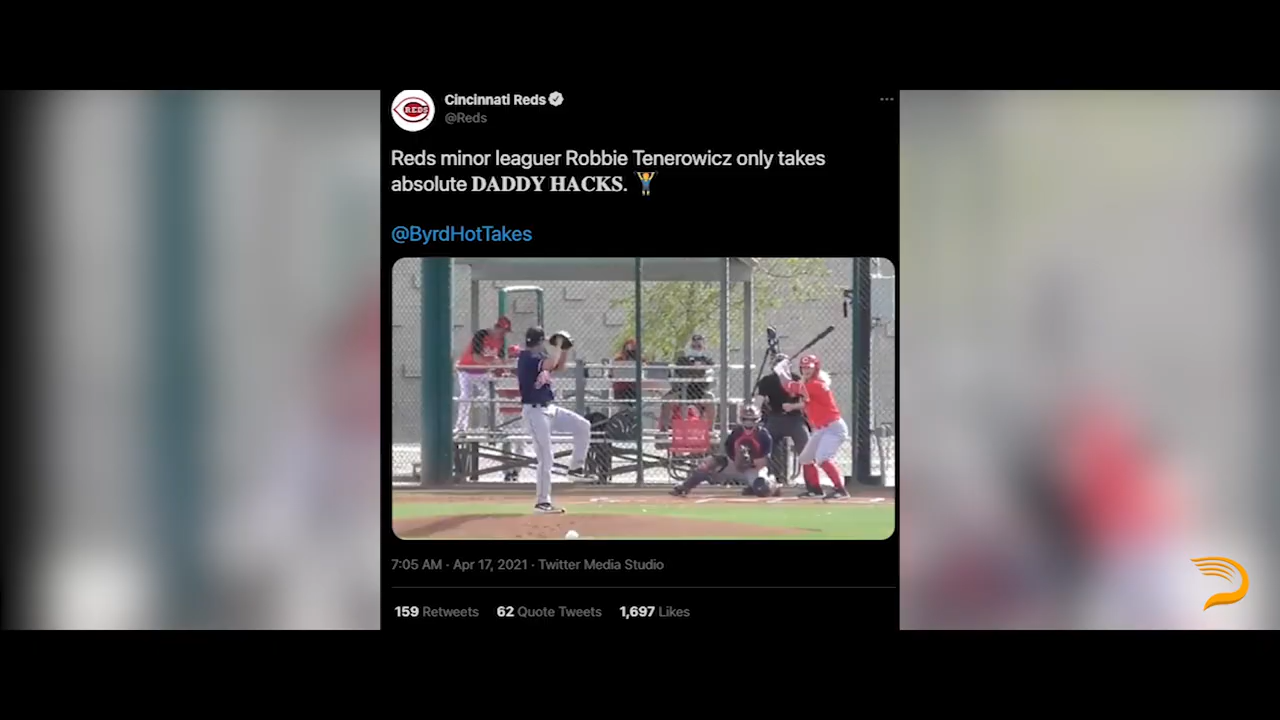 REDS
Cincinnati Reds
@Reds
Reds minor leaguer Robbie Tenerowicz only takes
absolute DADDY HACKS. 🏋️
@ByrdHotTakes
7:05 AM · Apr 17, 2021 · Twitter Media Studio
159 Retweets 62 Quote Tweets 1,697 Likes